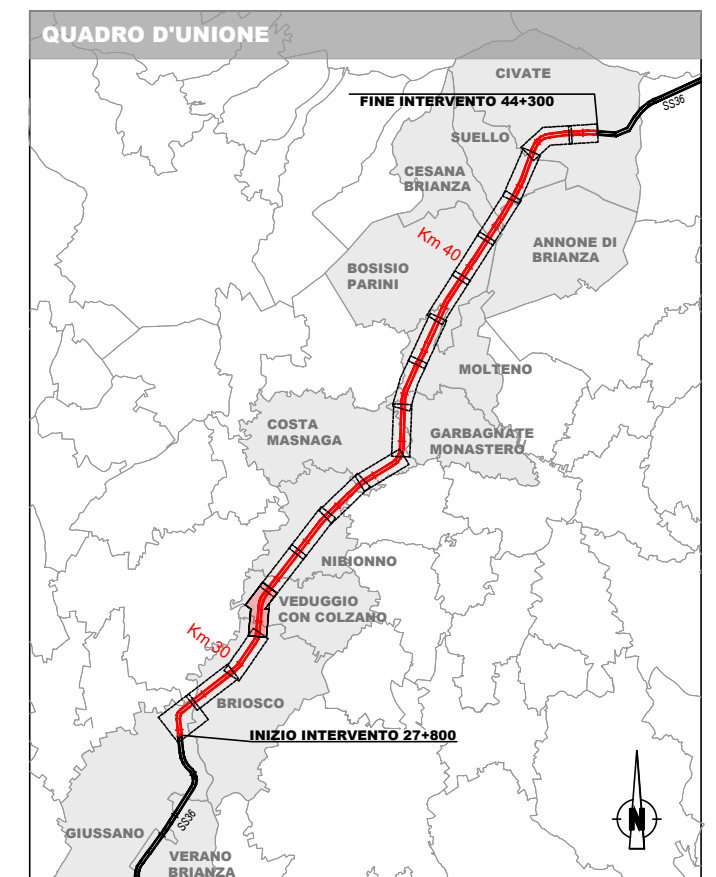 QUADRO D'UNIONE
CIVATE
FINE INTERVENTO 44+300
SS36
SUELLO
CESANA
BRIANZA
Km 40
ANNONE DI
BRIANZA
BOSISIO
PARINI
MOLTENO
COSTA
MASNAGA
GARBAGNATE
MONASTERO
NIBIONNO
VEDUGGIO
CON COLZANO
Km 30
BRIOSCO
INIZIO INTERVENTO 27+800
N
GIUSSANO
SS36
VERANO
BRIANZA